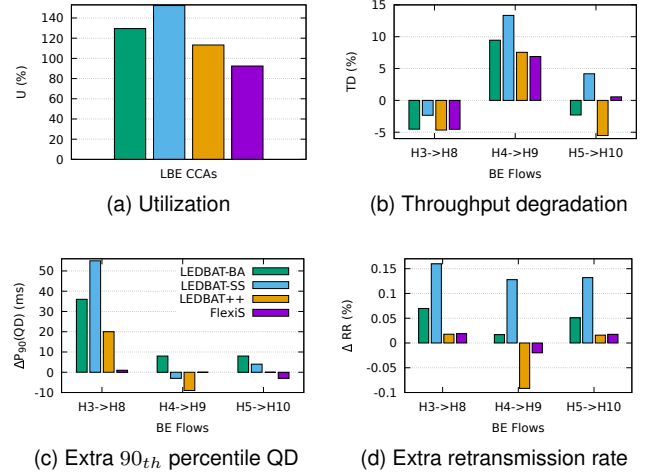 U (%)
140
120
100
80
60
40
20
0
LBE CCAs
(a) Utilization
TD (%)
15
10
5
0
-5
H3->H8 H4->H9 H5->H10
BE Flows
(b) Throughput degradation
ΔP90(QD) (ms)
50
40
30
20
10
0
-10
LEDBAT-BA
LEDBAT-SS
LEDBAT++
FlexiS
H3->H8 H4->H9 H5->H10
BE Flows
(c) Extra 90th percentile QD
Δ RR (%)
0.15
0.1
0.05
0
-0.05
-0.1
H3->H8 H4->H9 H5->H10
BE Flows
(d) Extra retransmission rate